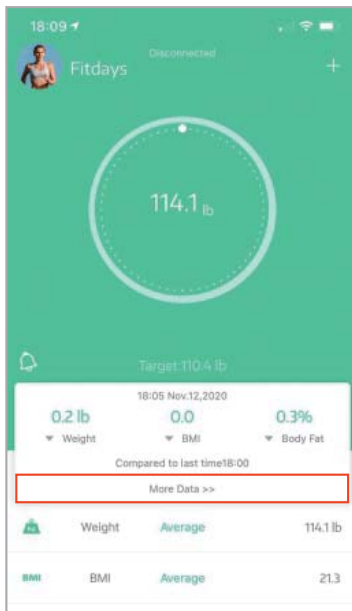 18:09
Disconnected
Fitdays
+
114.1 lb
Target:110.4 lb
18:05 Nov.12,2020
0.2 lb 0.0 0.3%
Weight BMI Body Fat
Compared to last time18:00
More Data >>
Weight Average 114.1 lb
BMI BMI Average 21.3